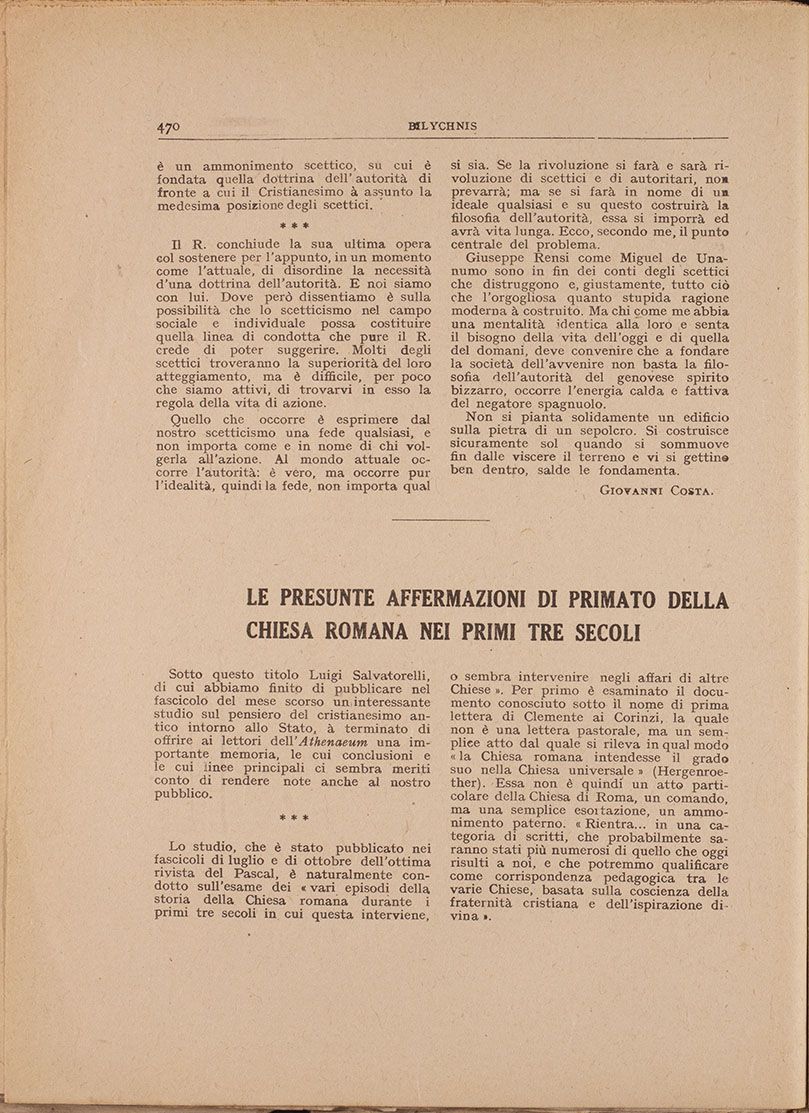 470
BILYCHNIS
è un ammonimento scettico, su cui è
fondata quella dottrina dell'autorità di
fronte a cui il Cristianesimo à assunto la
medesima posizione degli scettici.
* * *
Il R. conchiude la sua ultima opera
col sostenere per l'appunto, in un momento
come l'attuale, di disordine la necessità
d'una dottrina dell'autorità. E noi siamo
con lui. Dove però dissentiamo è sulla
possibilità che lo scetticismo nel campo
sociale e individuale possa costituire
quella linea di condotta che pure il R.
crede di poter suggerire. Molti degli
scettici troveranno la superiorità del loro
atteggiamento, ma è difficile, per poco
che siamo attivi, di trovarvi in esso la
regola della vita di azione.
Quello che occorre è esprimere dal
nostro scetticismo una fede qualsiasi, e
non importa come e in nome di chi vol-
gerla all'azione. Al mondo attuale oc-
corre l'autorità: è vero, ma occorre pur
l'idealità, quindi la fede, non importa qual
si sia. Se la rivoluzione si farà e sarà ri-
voluzione di scettici e di autoritari, non
prevarrà; ma se si farà in nome di un
ideale qualsiasi e su questo costruirà la
filosofia dell'autorità, essa si imporrà ed
avrà vita lunga. Ecco, secondo me, il punto
centrale del problema.
Giuseppe Rensi come Miguel de Una-
numo sono in fin dei conti degli scettici
che distruggono e, giustamente, tutto ciò
che l'orgogliosa quanto stupida ragione
moderna à costruito. Ma chi come me abbia
una mentalità identica alla loro e senta
il bisogno della vita dell'oggi e di quella
del domani, deve convenire che a fondare
la società dell'avvenire non basta la filo-
sofia dell'autorità del genovese spirito
bizzarro, occorre l'energia calda e fattiva
del negatore spagnuolo.
Non si pianta solidamente un edificio
sulla pietra di un sepolcro. Si costruisce
sicuramente sol quando si sommuove
fin dalle viscere il terreno e vi si gettino
ben dentro, salde le fondamenta.
GIOVANNI COSTA.
LE PRESUNTE AFFERMAZIONI DI PRIMATO DELLA
CHIESA ROMANA NEI PRIMI TRE SECOLI
Sotto questo titolo Luigi Salvatorelli,
di cui abbiamo finito di pubblicare nel
fascicolo del mese scorso un interessante
studio sul pensiero del cristianesimo an-
tico intorno allo Stato, à terminato di
offrire ai lettori dell'Athenaeum una im-
portante memoria, le cui conclusioni e
le cui linee principali ci sembra meriti
conto di rendere note anche al nostro
pubblico.
* * *
Lo studio, che è stato pubblicato nei
fascicoli di luglio e di ottobre dell'ottima
rivista del Pascal, è naturalmente con-
dotto sull'esame dei « vari episodi della
storia della Chiesa romana durante i
primi tre secoli in cui questa interviene,
o sembra intervenire negli affari di altre
Chiese ». Per primo è esaminato il docu-
mento conosciuto sotto il nome di prima
lettera di Clemente ai Corinzi, la quale
non è una lettera pastorale, ma un sem-
plice atto dal quale si rileva in qual modo
« la Chiesa romana intendesse il grado
suo nella Chiesa universale » (Hergenroe-
ther). Essa non è quindi un atto parti-
colare della Chiesa di Roma, un comando,
ma una semplice esortazione, un ammo-
nimento paterno. « Rientra... in una ca-
tegoria di scritti, che probabilmente sa-
ranno stati più numerosi di quello che oggi
risulti a noi, e che potremmo qualificare
come corrispondenza pedagogica tra le
varie Chiese, basata sulla coscienza della
fraternità cristiana e dell'ispirazione di-
vina ».